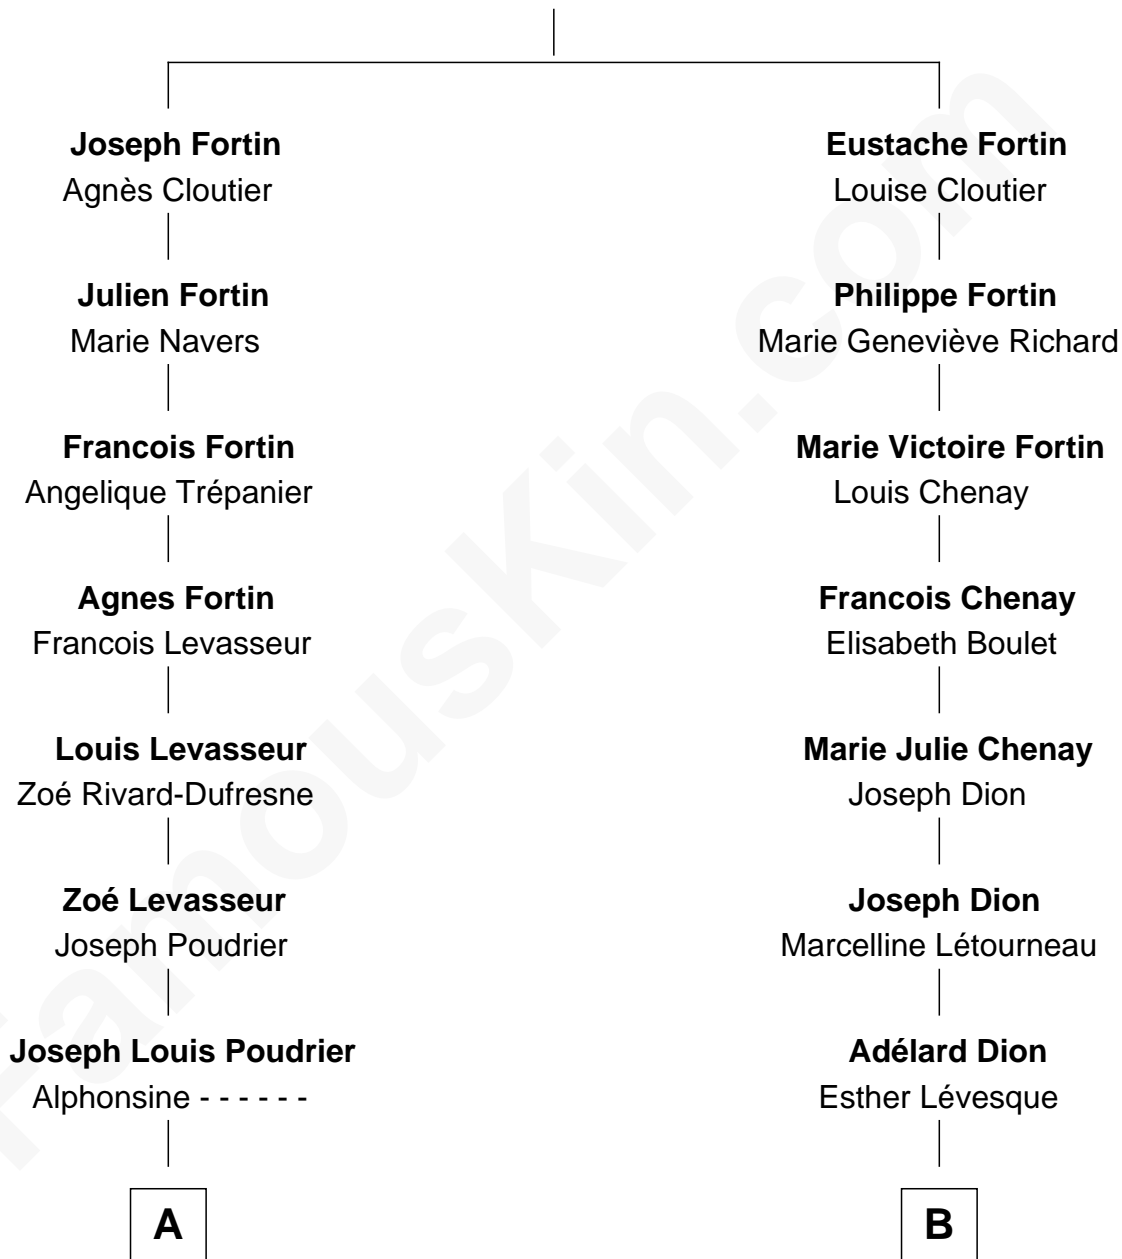 Joseph Fortin
Agnès Cloutier
Julien Fortin
Marie Navers
Francois Fortin
Angelique Trépanier
Agnes Fortin
Francois Levasseur
Louis Levasseur
Zoé Rivard-Dufresne
Zoé Levasseur
Joseph Poudrier
Joseph Louis Poudrier
Alphonsine - - - - - -
A
Eustache Fortin
Louise Cloutier
Philippe Fortin
Marie Geneviève Richard
Marie Victoire Fortin
Louis Chenay
Francois Chenay
Elisabeth Boulet
Marie Julie Chenay
Joseph Dion
Joseph Dion
Marcelline Létourneau
Adélard Dion
Esther Lévesque
B
FamousKin.com